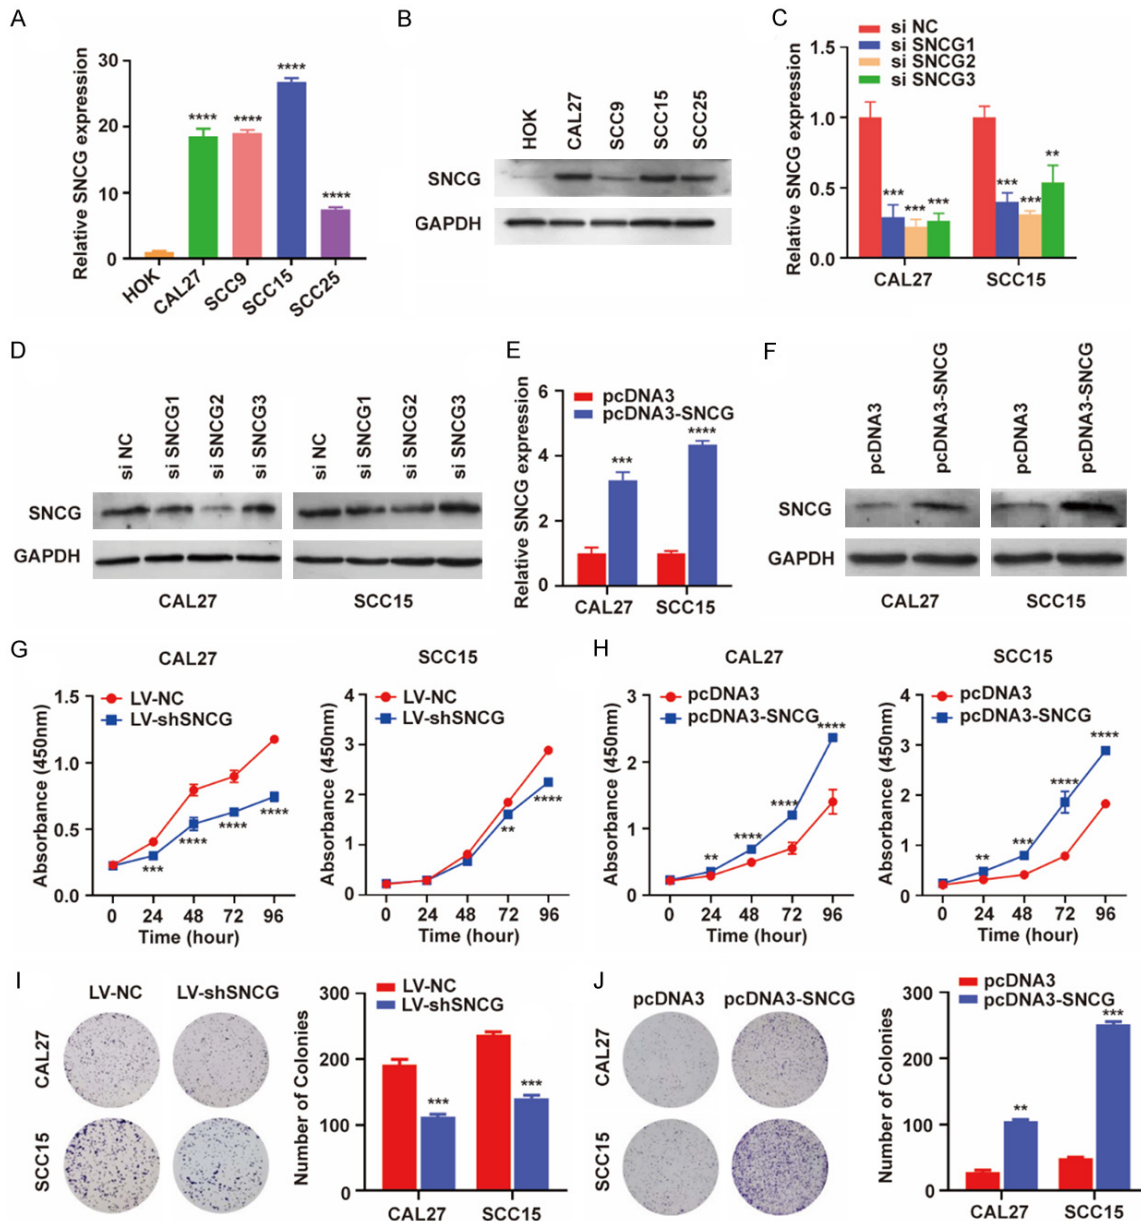 A
Relative SNCG expression
30
20
10
0
****
****
****
****
HOK
CAL27
SCC9
SCC15
SCC25
B
HOK
CAL27
SCC9
SCC15
SCC25
SNCG
GAPDH
C
si NC
si SNCG1
si SNCG2
si SNCG3
Relative SNCG expression
1.5
1.0
0.5
0.0
***
***
***
***
***
**
CAL27
SCC15
D
si NC
si SNCG1
si SNCG2
si SNCG3
si NC
si SNCG1
si SNCG2
si SNCG3
SNCG
GAPDH
CAL27
SCC15
E
pcDNA3
pcDNA3-SNCG
Relative SNCG expression
6
4
2
0
***
****
CAL27
SCC15
F
pcDNA3
pcDNA3-SNCG
pcDNA3
pcDNA3-SNCG
SNCG
GAPDH
CAL27
SCC15
G
CAL27
LV-NC
LV-shSNCG
Absorbance (450nm)
1.5
1.0
0.5
0.0
***
****
****
****
0 24 48 72 96
Time (hour)
SCC15
LV-NC
LV-shSNCG
Absorbance (450nm)
4
3
2
1
0
**
****
0 24 48 72 96
Time (hour)
H
CAL27
pcDNA3
pcDNA3-SNCG
Absorbance (450nm)
3
2
1
0
**
****
****
****
0 24 48 72 96
Time (hour)
SCC15
pcDNA3
pcDNA3-SNCG
Absorbance (450nm)
4
3
2
1
0
**
***
****
****
0 24 48 72 96
Time (hour)
I
LV-NC
LV-shSNCG
CAL27
SCC15
LV-NC
LV-shSNCG
Number of Colonies
300
200
100
0
***
***
CAL27
SCC15
J
pcDNA3
pcDNA3-SNCG
CAL27
SCC15
pcDNA3
pcDNA3-SNCG
Number of Colonies
300
200
100
0
**
***
CAL27
SCC15